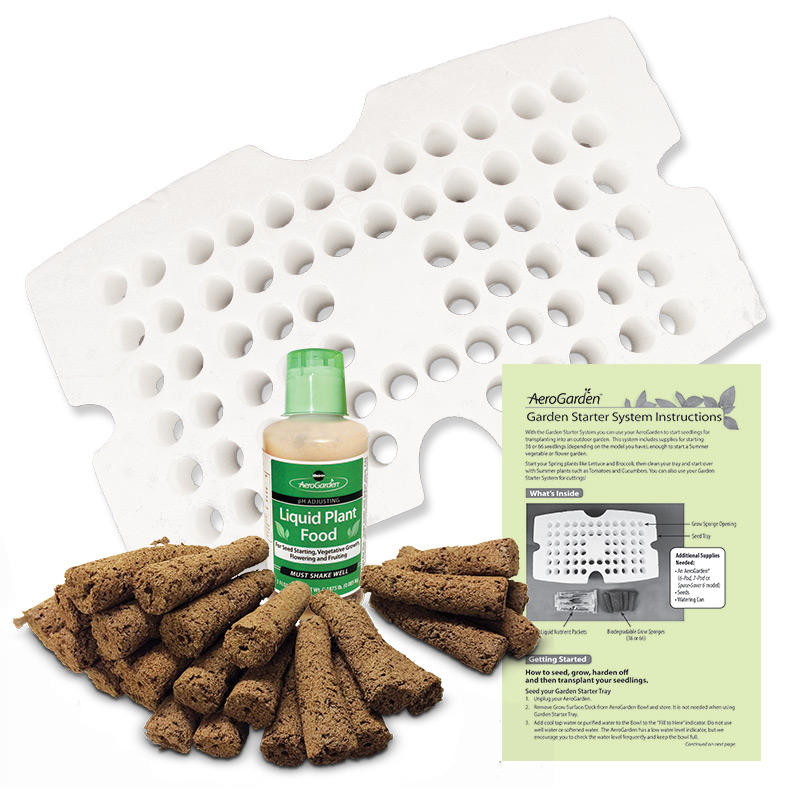 AeroGarden
pH ADJUSTING
Liquid Plant
Food
For Seed Starting, Vegetative Growth,
Flowering and Fruiting
MUST SHAKE WELL
AeroGarden
Garden Starter System Instructions
With the Garden Starter System you can use your AeroGarden to start seedlings for
transplanting into an outdoor garden. This system includes supplies for starting
36 or 66 seedlings (depending on the model you have), enough to start a Summer
vegetable or flower garden.
Start your Spring plants like Lettuce and Broccoli, then clean your tray and start over
with Summer plants such as Tomatoes and Cucumbers. You can also use your Garden
Starter System for cuttings!
What's Inside
Grow Sponge Opening
Seed Tray
Additional Supplies
Needed:
• An AeroGarden®
(6-Pod, 7-Pod or
Space-Saver 6 model)
• Seeds
• Watering Can
Liquid Nutrient Packets
Biodegradable Grow Sponges
(36 or 66)
Getting Started
How to seed, grow, harden off
and then transplant your seedlings.
Seed your Garden Starter Tray
1. Unplug your AeroGarden.
2. Remove Grow Surface/Deck from AeroGarden Bowl and store. It is not needed when using
Garden Starter Tray.
3. Add cool tap water or purified water to the Bowl to the "Fill to Here" indicator. Do not use
well water or softened water. The AeroGarden has a low water level indicator, but we
encourage you to check the water level frequently and keep the bowl full.
Continued on next page.